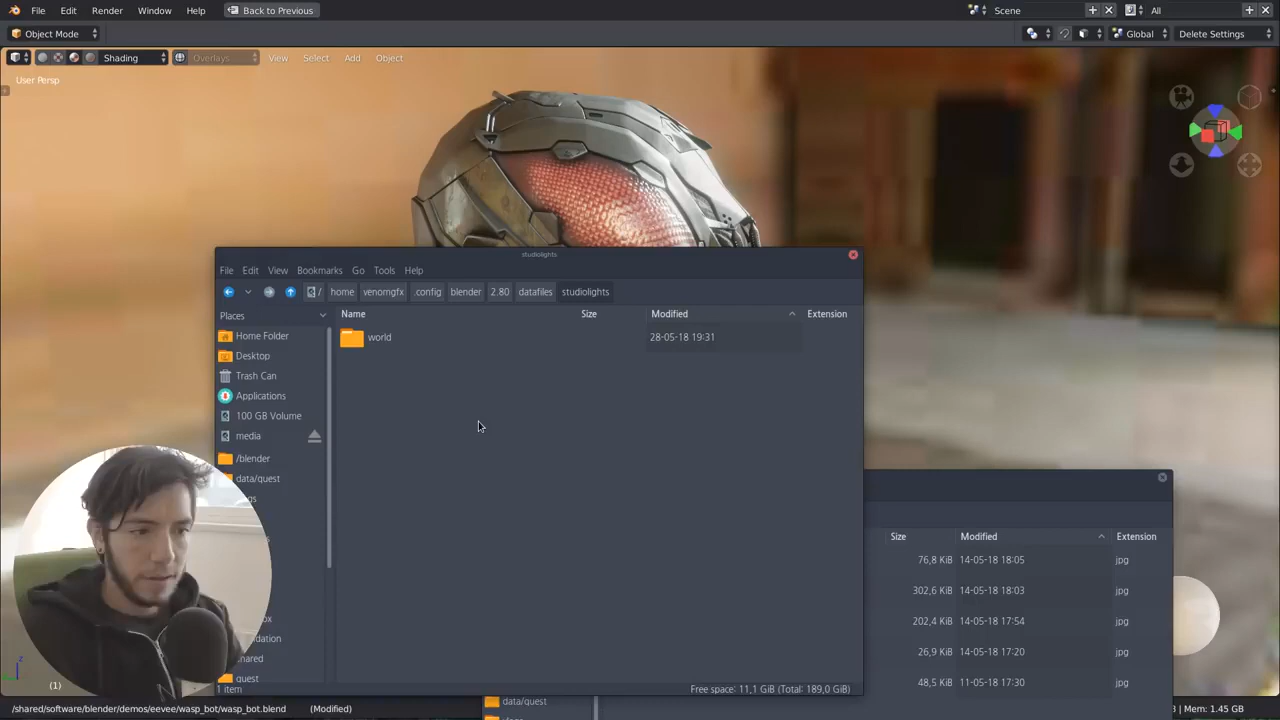 File Edit Render Window Help Back to Previous Scene All
Object Mode Global Delete Settings
Shading Overlays View Select Add Object
User Persp
studiolights
File Edit View Bookmarks Go Tools Help
/ home venomgfx .config blender 2.80 datafiles studiolights
Places Name Size Modified Extension
Home Folder world 28-05-18 19:31
Desktop
Trash Can
Applications
100 GB Volume
media
/blender
data/quest
Size Modified Extension
76,8 KiB 14-05-18 18:05 jpg
302,6 KiB 14-05-18 18:03 jpg
202,4 KiB 14-05-18 17:54 jpg
26,9 KiB 14-05-18 17:20 jpg
48,5 KiB 11-05-18 17:30 jpg
quest
1 item Free space: 11,1 GiB (Total: 189,0 GiB)
z
(1)
data/quest
/shared/software/blender/demos/eevee/wasp_bot/wasp_bot.blend (Modified) | Mem: 1.45 GB